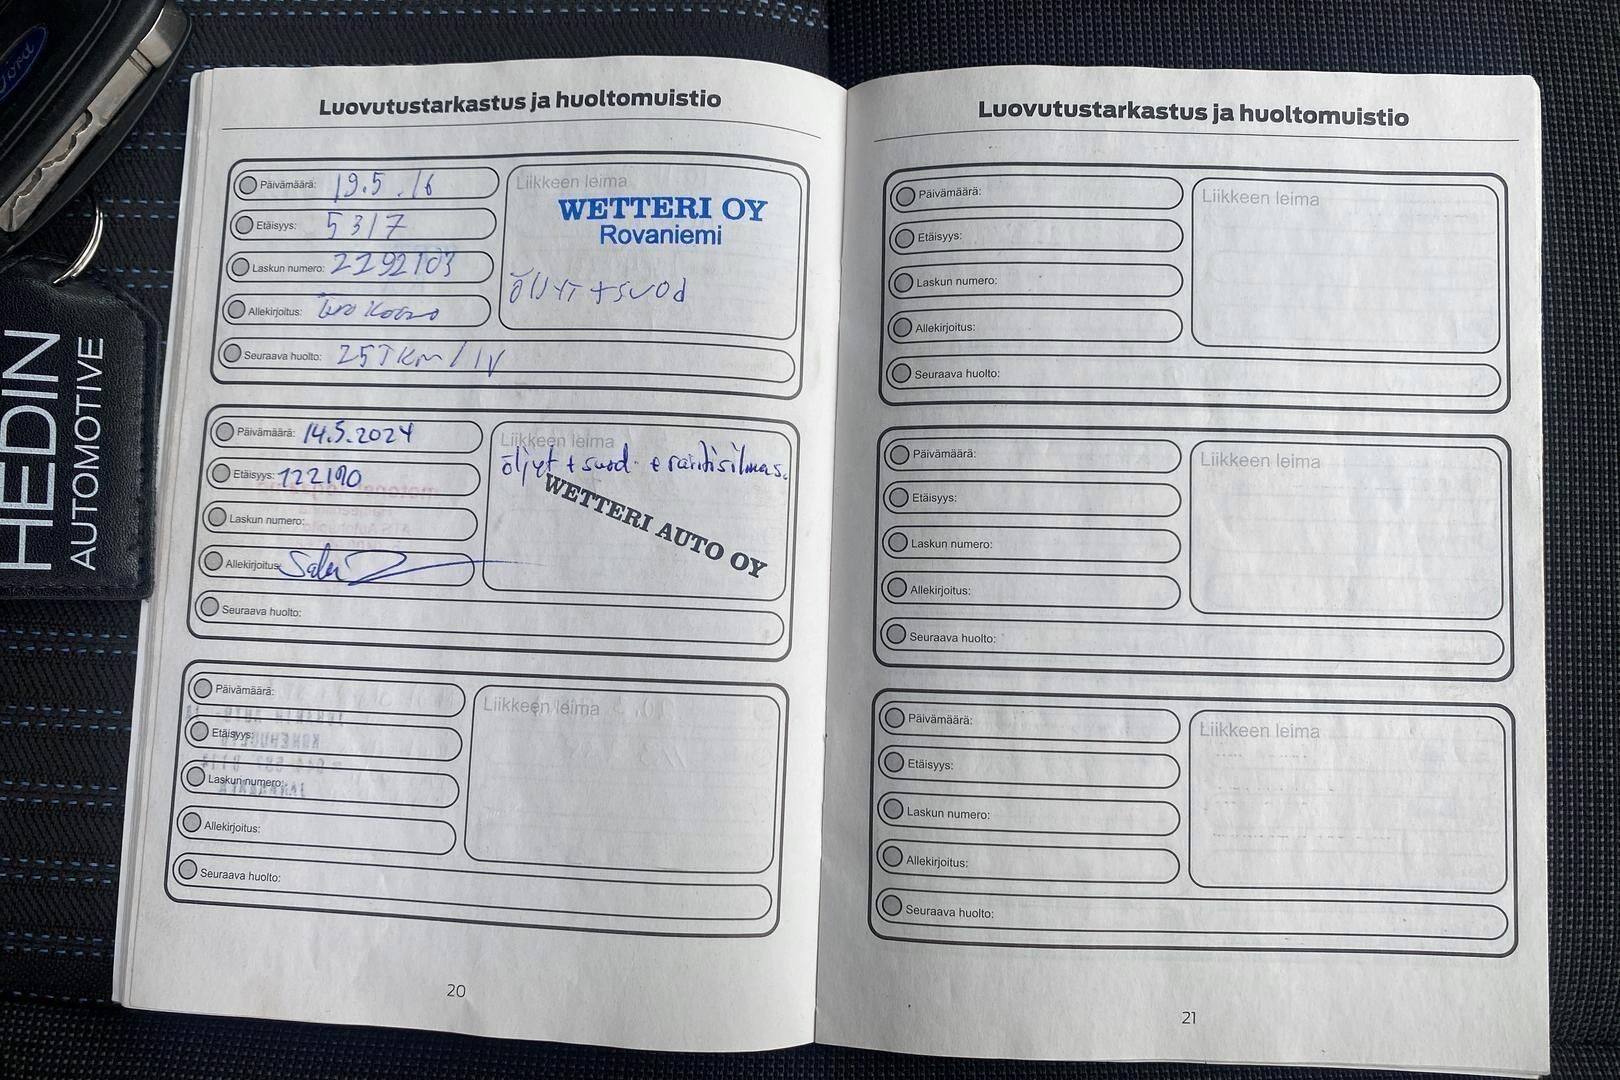 Ford
HEDIN
AUTOMOTIVE
Luovutustarkastus ja huoltomuistio
Päivämäärä: 19.5.16
Etäisyys: 5317
Laskun numero: 2292103
Allekirjoitus:
Seuraava huolto: 25TKM/1V
Liikkeen leima
WETTERI OY
Rovaniemi
öljyt + suod
Päivämäärä: 14.5.2024
Etäisyys: 122190
Laskun numero:
Allekirjoitus:
Seuraava huolto:
Liikkeen leima
öljyt + suod.
WETTERI AUTO OY
Päivämäärä:
Etäisyys:
Laskun numero:
Allekirjoitus:
Seuraava huolto:
Liikkeen leima
20
Luovutustarkastus ja huoltomuistio
Päivämäärä:
Etäisyys:
Laskun numero:
Allekirjoitus:
Seuraava huolto:
Liikkeen leima
Päivämäärä:
Etäisyys:
Laskun numero:
Allekirjoitus:
Seuraava huolto:
Liikkeen leima
Päivämäärä:
Etäisyys:
Laskun numero:
Allekirjoitus:
Seuraava huolto:
Liikkeen leima
21